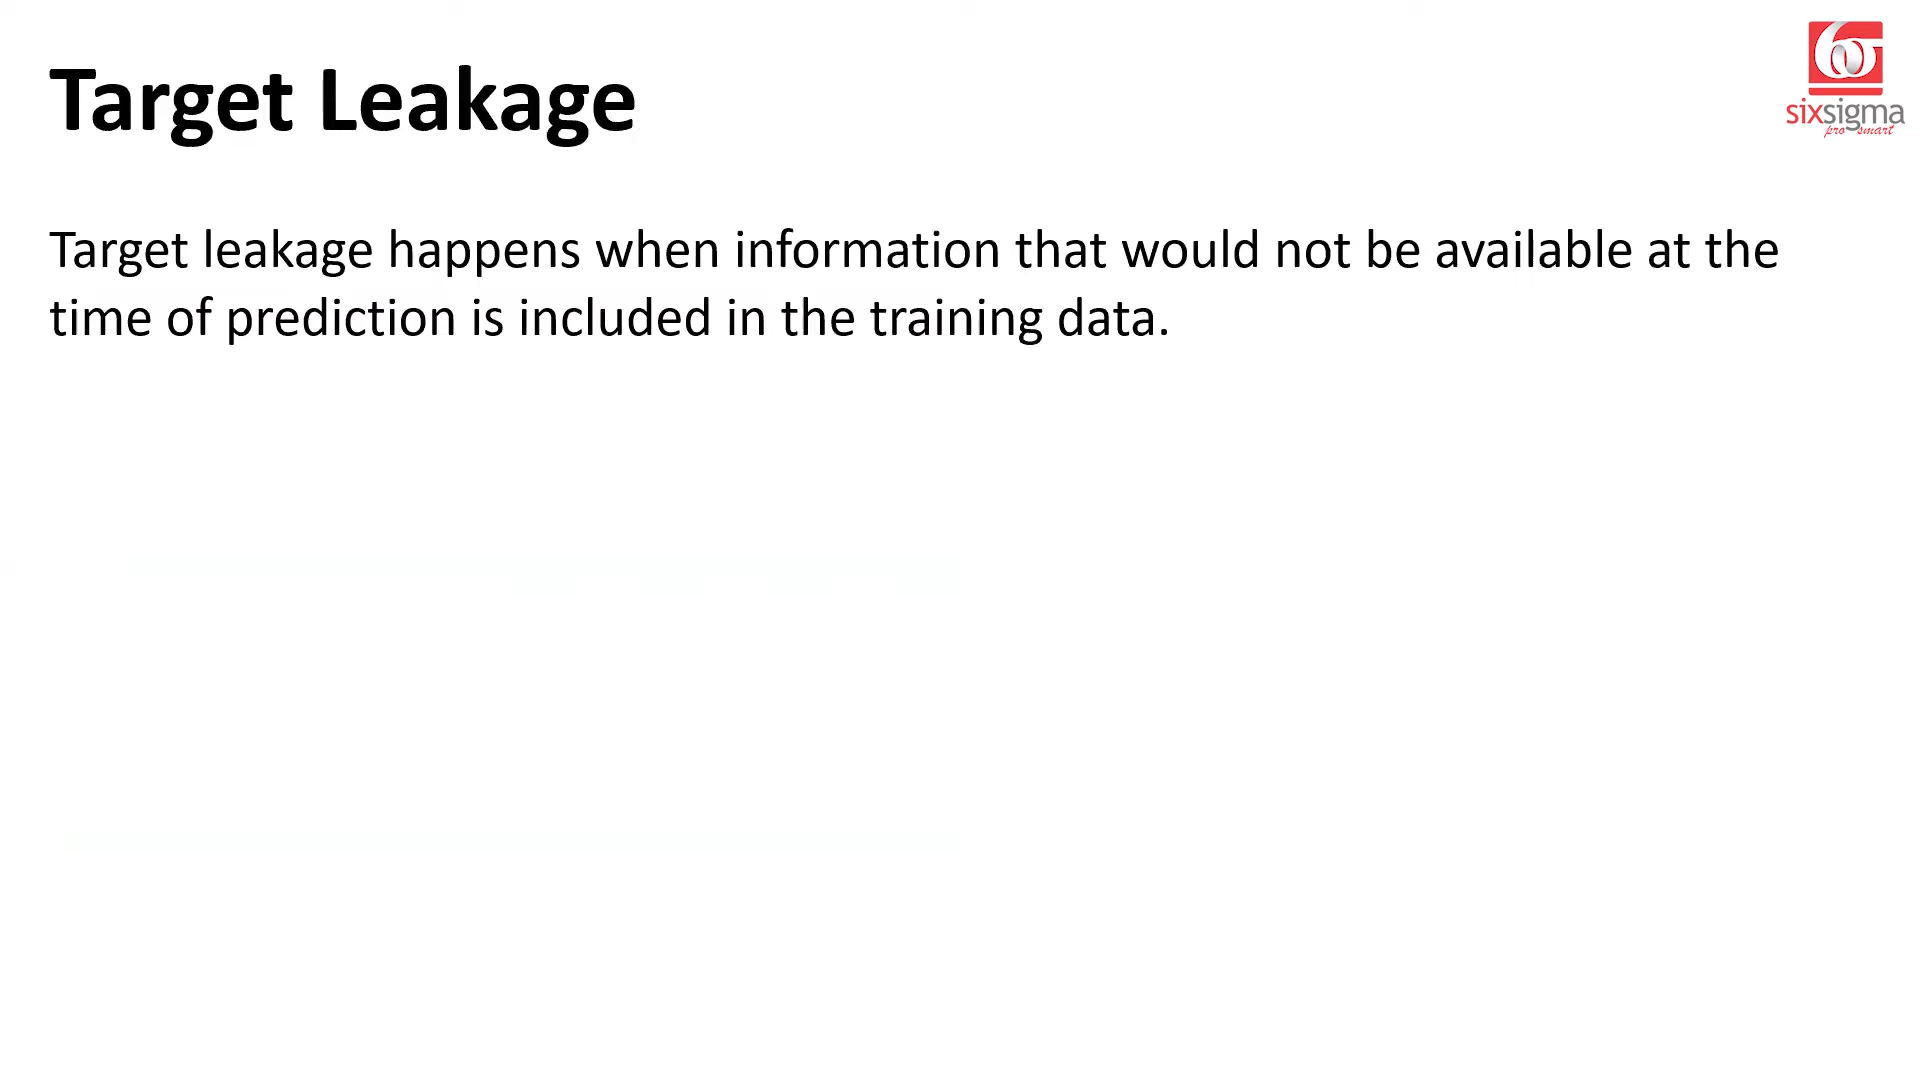 Target Leakage
sixsigma
pro smart
Target leakage happens when information that would not be available at the
time of prediction is included in the training data.